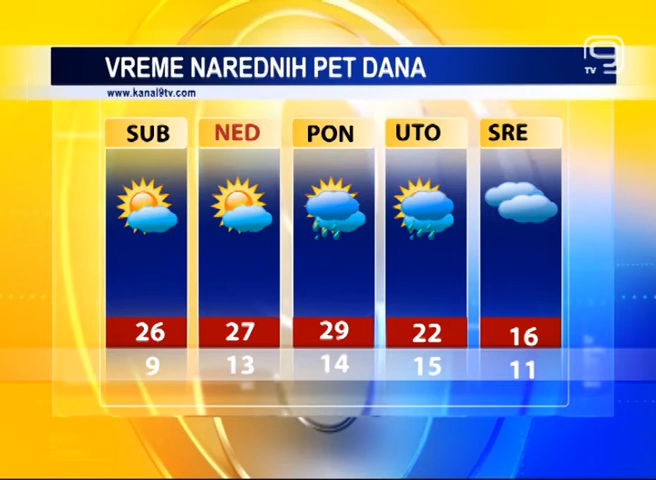 VREME NAREDNIH PET DANA
9
TV
www.kanal9tv.com
SUB NED PON UTO SRE
26 27 29 22 16
9 13 14 15 11